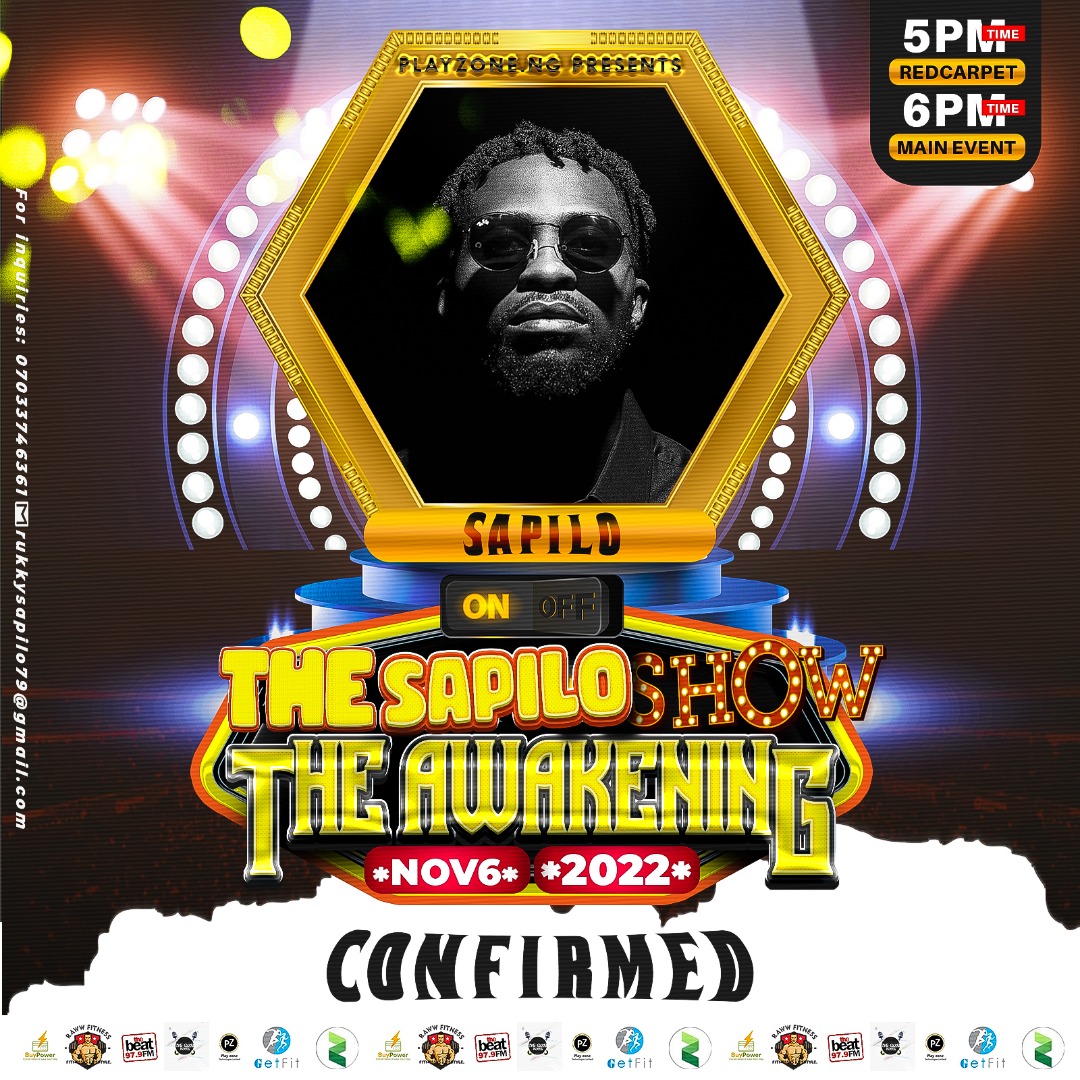 PLAYZONE.NG PRESENTS
5PM TIME
REDCARPET
6PM TIME
MAIN EVENT
For inquiries: 07033746361 rukkysapilo79@gmail.com
SAPILO
ON OFF
THE SAPILO SHOW
THE AWAKENING
*NOV6* *2022*
CONFIRMED
BuyPower RAWW FITNESS the beat 97.9FM PZ Play zone GetFit BuyPower RAWW FITNESS the beat 97.9FM PZ Play zone GetFit BuyPower RAWW FITNESS the beat 97.9FM PZ Play zone GetFit